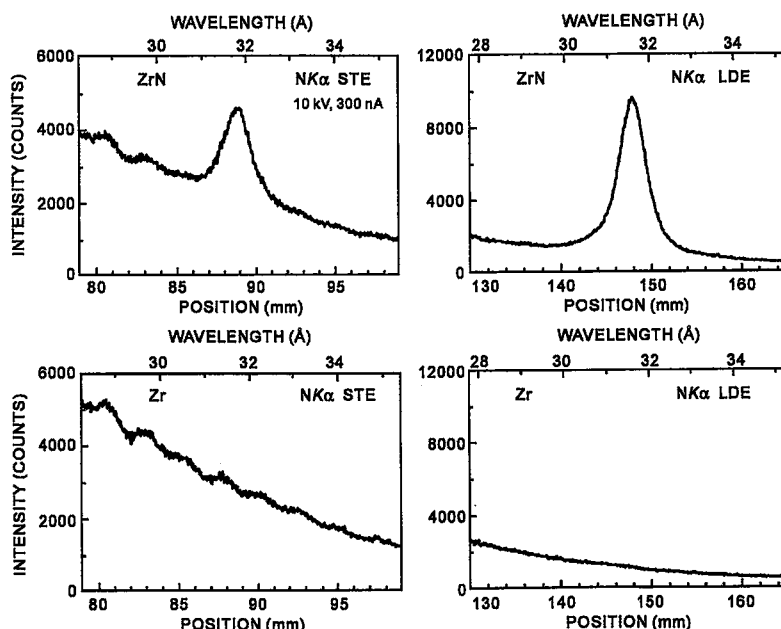 WAVELENGTH (Å)
30 32 34
6000
4000
2000
0
INTENSITY (COUNTS)
ZrN NKα STE
10 kV, 300 nA
80 85 90 95
POSITION (mm)
WAVELENGTH (Å)
28 30 32 34
12000
8000
4000
0
ZrN NKα LDE
130 140 150 160
POSITION (mm)
WAVELENGTH (Å)
30 32 34
6000
4000
2000
0
INTENSITY (COUNTS)
Zr NKα STE
80 85 90 95
POSITION (mm)
WAVELENGTH (Å)
28 30 32 34
12000
8000
4000
0
Zr NKα LDE
130 140 150 160
POSITION (mm)